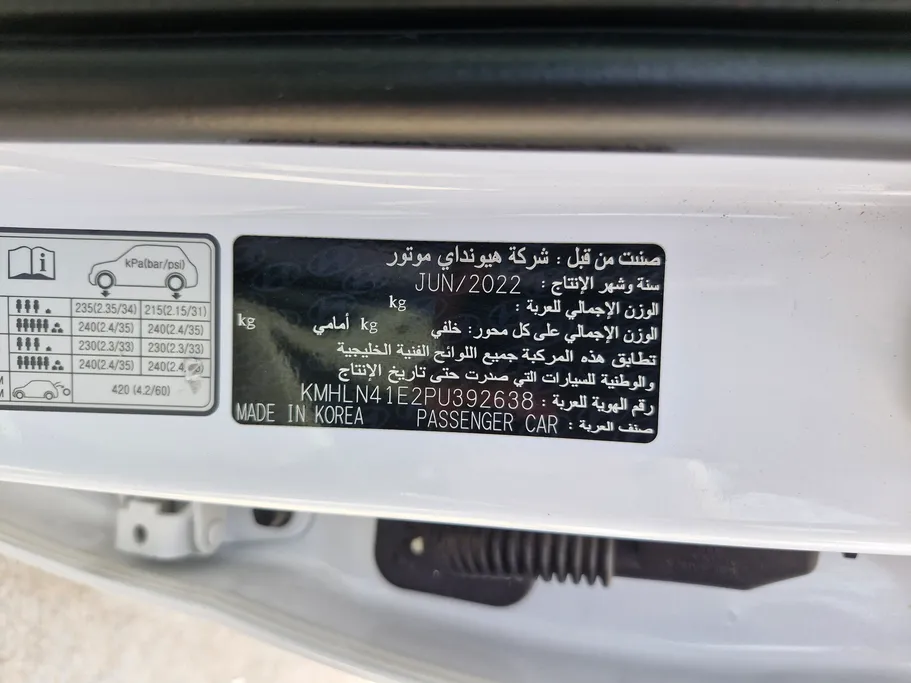 kPa(bar/psi)
235(2.35/34) 215(2.15/31)
240(2.4/35) 240(2.4/35)
230(2.3/33) 230(2.3/33)
240(2.4/35) 240(2.4
420 (4.2/60)
صنعت من قبل : شركة هيونداي موتور
سنة وشهر الإنتاج : JUN/2022
الوزن الإجمالي للعربة : kg
الوزن الإجمالي على كل محور: خلفي kg أمامي kg
تطابق هذه المركبة جميع اللوائح الفنية الخليجية
والوطنية للسيارات التي صدرت حتى تاريخ الإنتاج
رقم الهوية للعربة : KMHLN41E2PU392638
صنف العربة : PASSENGER CAR MADE IN KOREA